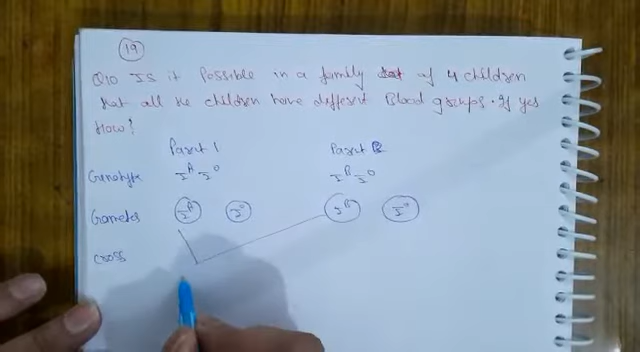 19
Q10 Is it Possible in a family of 4 children
that all the children have different Blood groups. If yes
How?
Parent 1 Parent 2
Genotype I^A I^O I^B I^O
Gametes I^A I^O I^B I^O
Cross